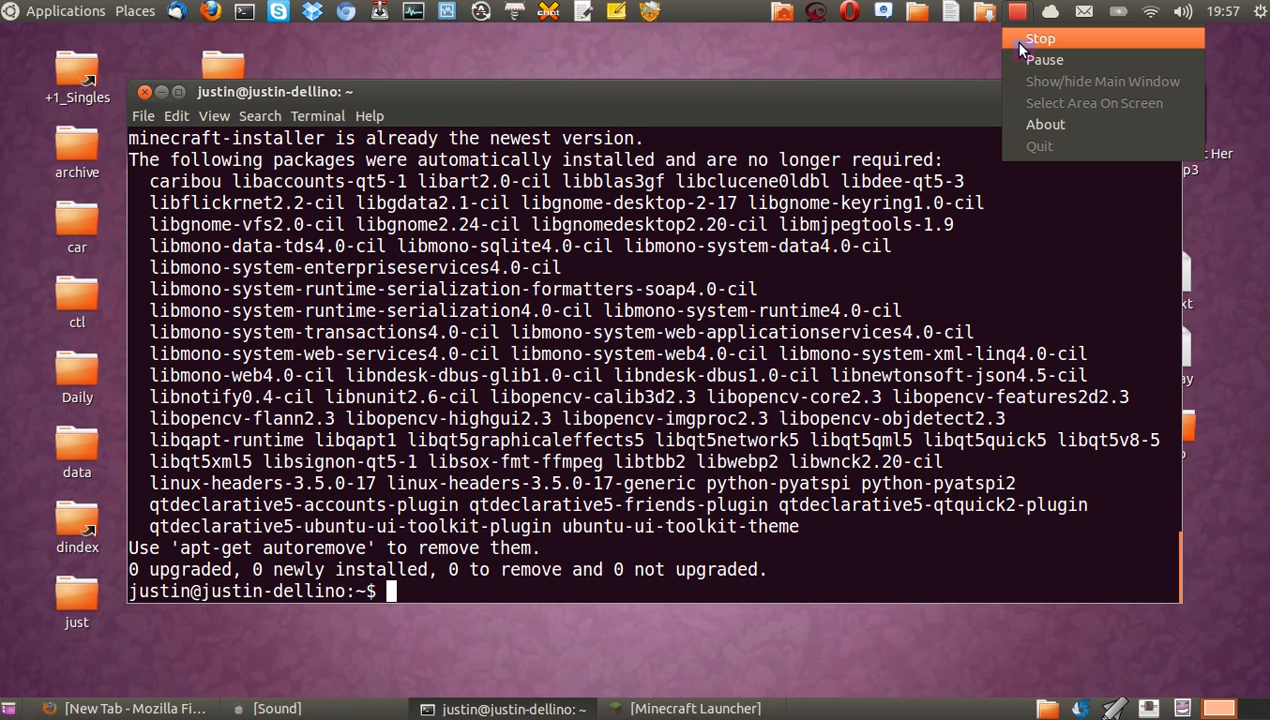 Applications Places
19:57
Stop
Pause
Show/hide Main Window
Select Area On Screen
About
Quit
+1_Singles
archive
car
ctl
Daily
data
dindex
just
t Her
p3
xt
ay
justin@justin-dellino: ~
File Edit View Search Terminal Help
minecraft-installer is already the newest version.
The following packages were automatically installed and are no longer required:
caribou libaccounts-qt5-1 libart2.0-cil libblas3gf libclucene0ldbl libdee-qt5-3
libflickrnet2.2-cil libgdata2.1-cil libgnome-desktop-2-17 libgnome-keyring1.0-cil
libgnome-vfs2.0-cil libgnome2.24-cil libgnomedesktop2.20-cil libmjpegtools-1.9
libmono-data-tds4.0-cil libmono-sqlite4.0-cil libmono-system-data4.0-cil
libmono-system-enterpriseservices4.0-cil
libmono-system-runtime-serialization-formatters-soap4.0-cil
libmono-system-runtime-serialization4.0-cil libmono-system-runtime4.0-cil
libmono-system-transactions4.0-cil libmono-system-web-applicationservices4.0-cil
libmono-system-web-services4.0-cil libmono-system-web4.0-cil libmono-system-xml-linq4.0-cil
libmono-web4.0-cil libndesk-dbus-glib1.0-cil libndesk-dbus1.0-cil libnewtonsoft-json4.5-cil
libnotify0.4-cil libnunit2.6-cil libopencv-calib3d2.3 libopencv-core2.3 libopencv-features2d2.3
libopencv-flann2.3 libopencv-highgui2.3 libopencv-imgproc2.3 libopencv-objdetect2.3
libqapt-runtime libqapt1 libqt5graphicaleffects5 libqt5network5 libqt5qml5 libqt5quick5 libqt5v8-5
libqt5xml5 libsignon-qt5-1 libsox-fmt-ffmpeg libtbb2 libwebp2 libwnck2.20-cil
linux-headers-3.5.0-17 linux-headers-3.5.0-17-generic python-pyatspi python-pyatspi2
qtdeclarative5-accounts-plugin qtdeclarative5-friends-plugin qtdeclarative5-qtquick2-plugin
qtdeclarative5-ubuntu-ui-toolkit-plugin ubuntu-ui-toolkit-theme
Use 'apt-get autoremove' to remove them.
0 upgraded, 0 newly installed, 0 to remove and 0 not upgraded.
justin@justin-dellino:~$
[New Tab - Mozilla Fi... [Sound] justin@justin-dellino: ~ [Minecraft Launcher]